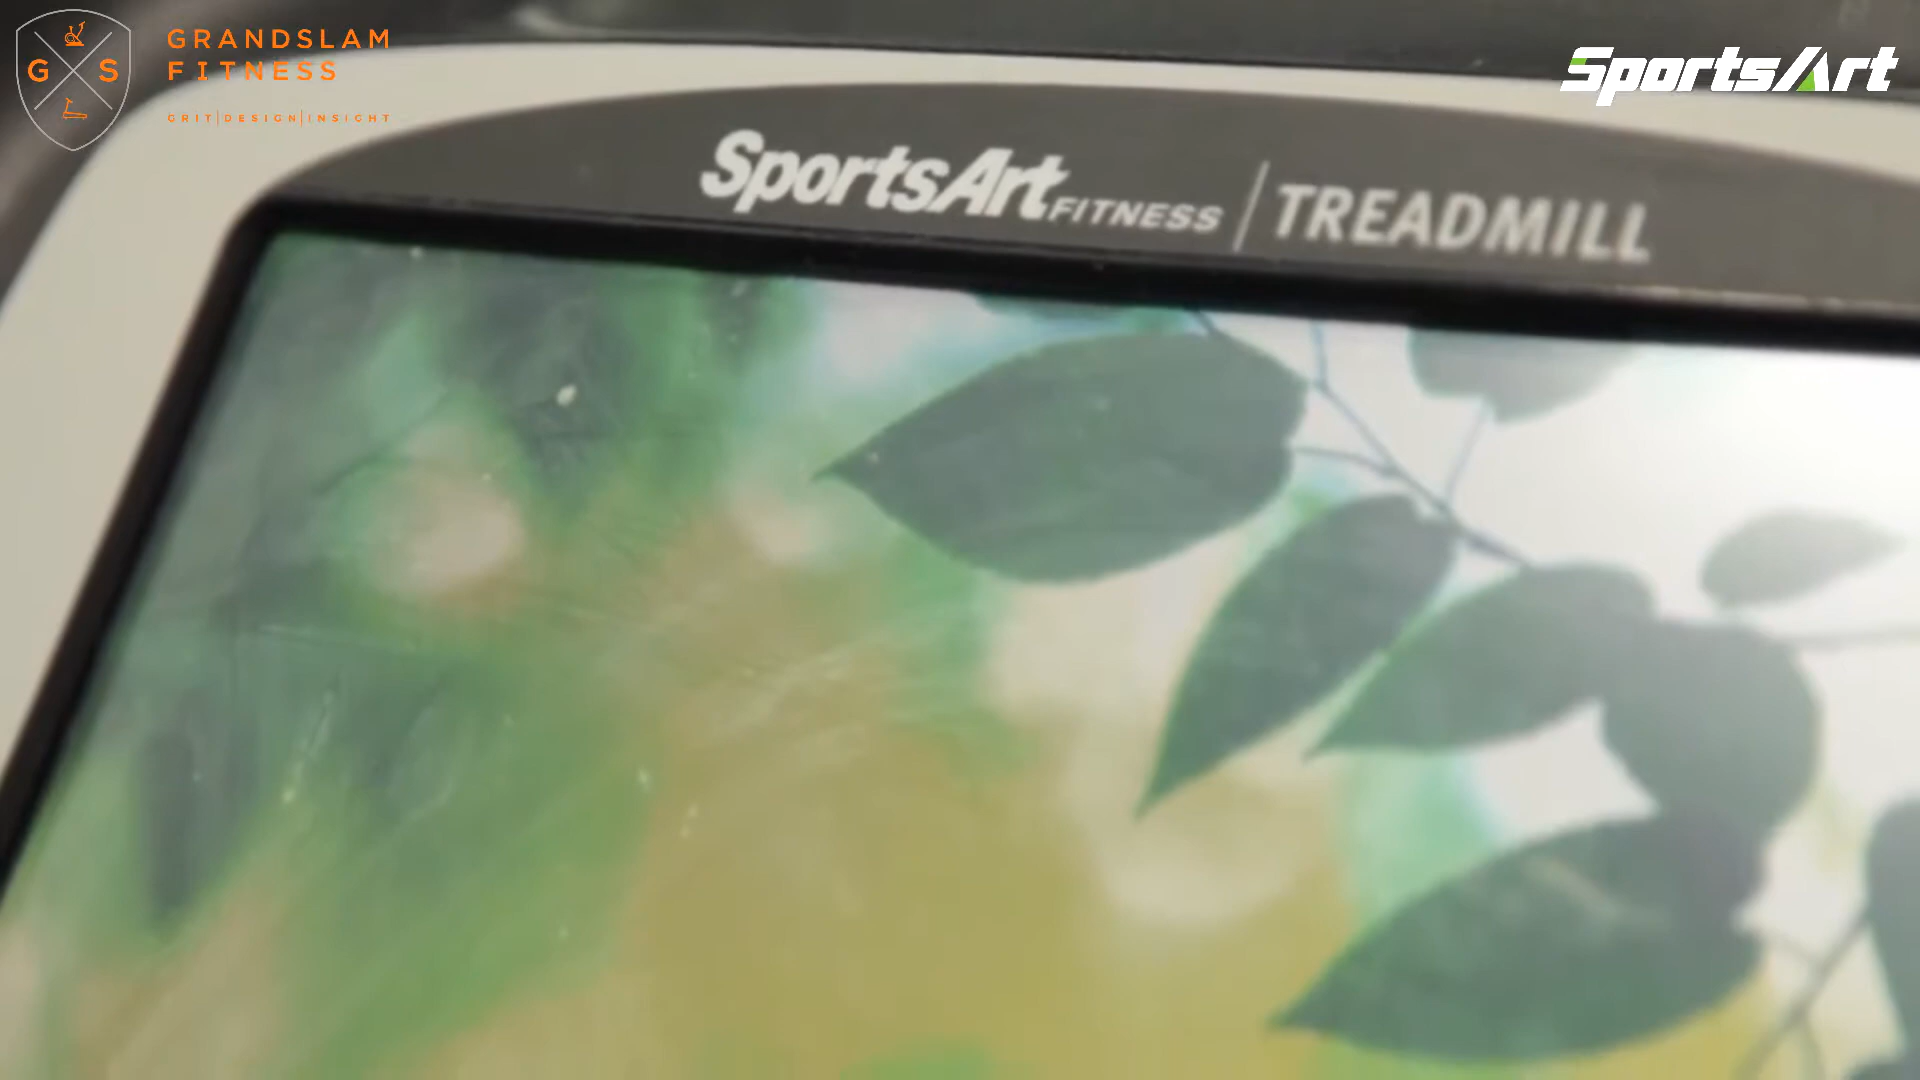 G S
GRANDSLAM
FITNESS
GRIT|DESIGN|INSIGHT
SportsArt
SportsArt FITNESS | TREADMILL